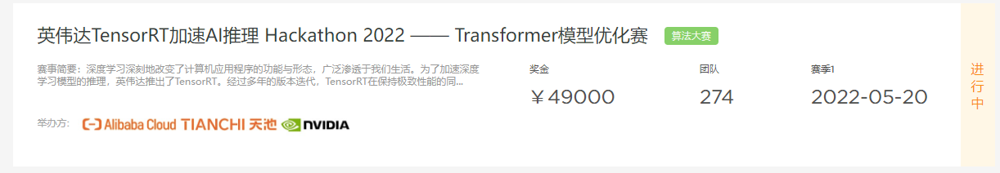 英伟达TensorRT加速AI推理 Hackathon 2022 —— Transformer模型优化赛 算法大赛
赛事简要：深度学习深刻地改变了计算机应用程序的功能与形态，广泛渗透于我们生活。为了加速深度
学习模型的推理，英伟达推出了TensorRT。经过多年的版本迭代，TensorRT在保持极致性能的同...
奖金 团队 赛季1
￥49000 274 2022-05-20
举办方: Alibaba Cloud TIANCHI 天池 NVIDIA
进行中